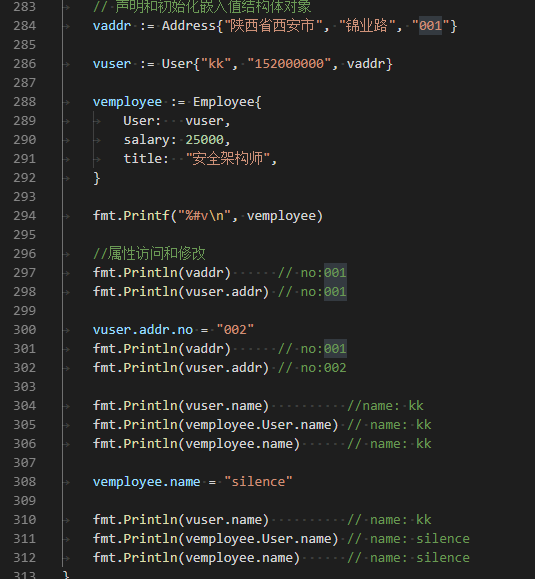 283 // 声明和初始化嵌入值结构体对象
284 vaddr := Address{"陕西省西安市", "锦业路", "001"}
285
286 vuser := User{"kk", "152000000", vaddr}
287
288 vemployee := Employee{
289 User: vuser,
290 salary: 25000,
291 title: "安全架构师",
292 }
293
294 fmt.Printf("%#v\n", vemployee)
295
296 //属性访问和修改
297 fmt.Println(vaddr) // no:001
298 fmt.Println(vuser.addr) // no:001
299
300 vuser.addr.no = "002"
301 fmt.Println(vaddr) // no:001
302 fmt.Println(vuser.addr) // no:002
303
304 fmt.Println(vuser.name) //name: kk
305 fmt.Println(vemployee.User.name) // name: kk
306 fmt.Println(vemployee.name) // name: kk
307
308 vemployee.name = "silence"
309
310 fmt.Println(vuser.name) // name: kk
311 fmt.Println(vemployee.User.name) // name: silence
312 fmt.Println(vemployee.name) // name: silence
313 }